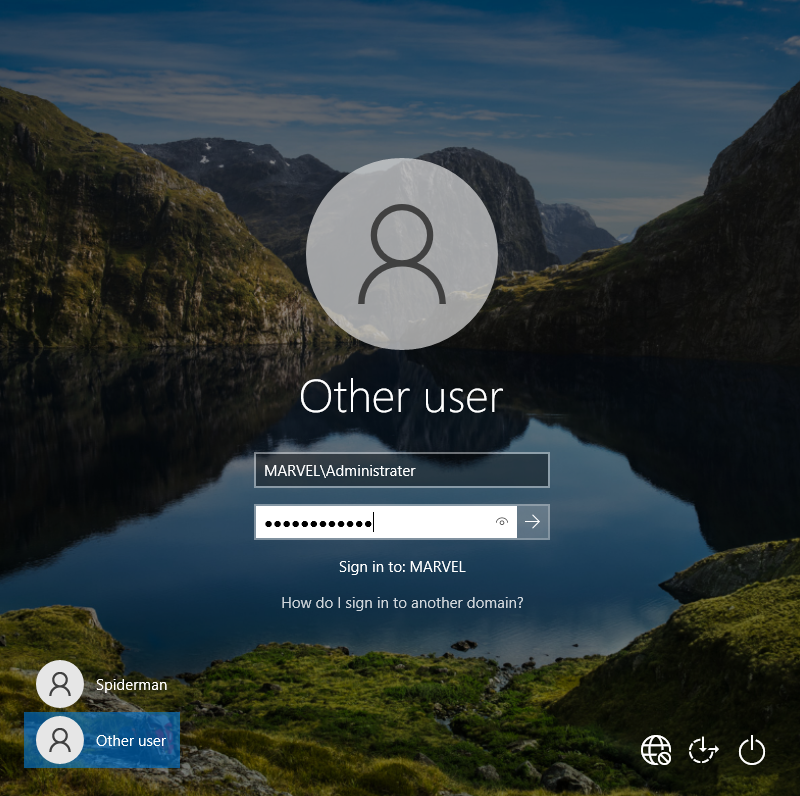 Other user
MARVEL\Administrater
Sign in to: MARVEL
How do I sign in to another domain?
Spiderman
Other user